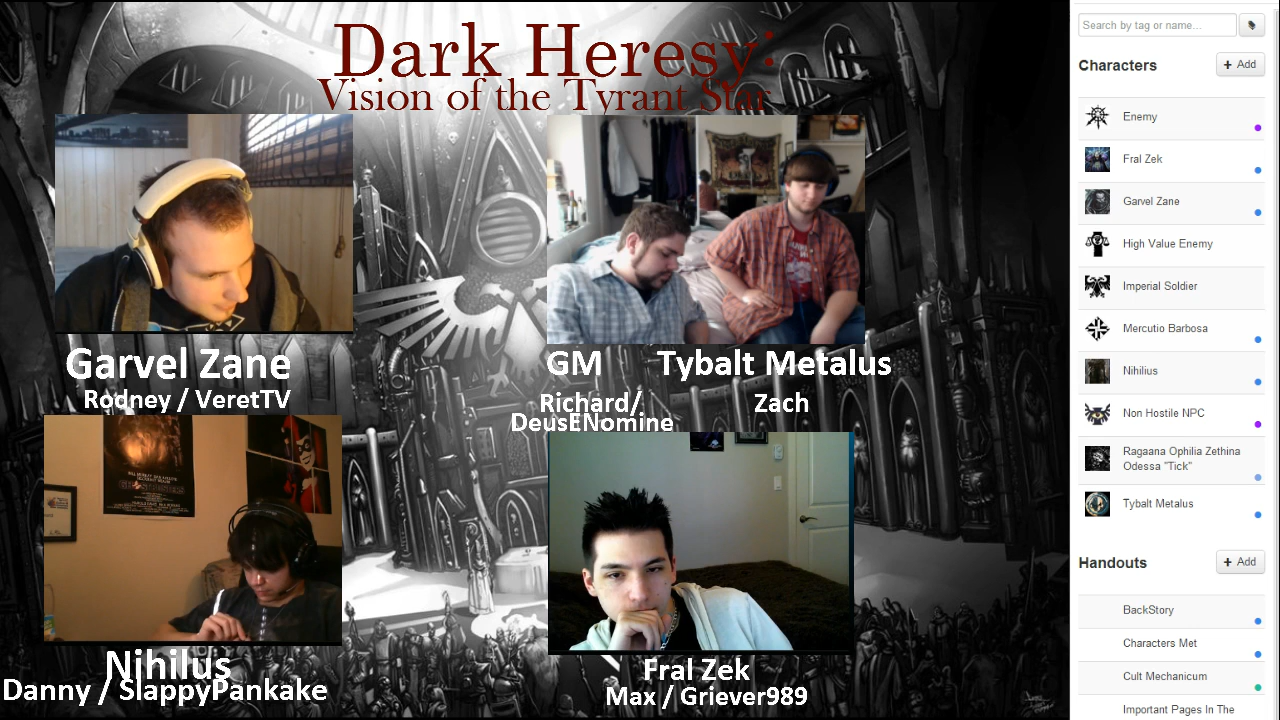 Dark Heresy:
Vision of the Tyrant Star
Garvel Zane
Rodney / VeretTV
GM
Richard/
DeusENomine
Tybalt Metalus
Zach
GHOSTBUSTERS
Nihilus
Danny / SlappyPankake
Fral Zek
Max / Griever989
Search by tag or name...
Characters
+ Add
Enemy
Fral Zek
Garvel Zane
High Value Enemy
Imperial Soldier
Mercutio Barbosa
Nihilius
Non Hostile NPC
Ragaana Ophilia Zethina
Odessa "Tick"
Tybalt Metalus
Handouts
+ Add
BackStory
Characters Met
Cult Mechanicum
Important Pages In The